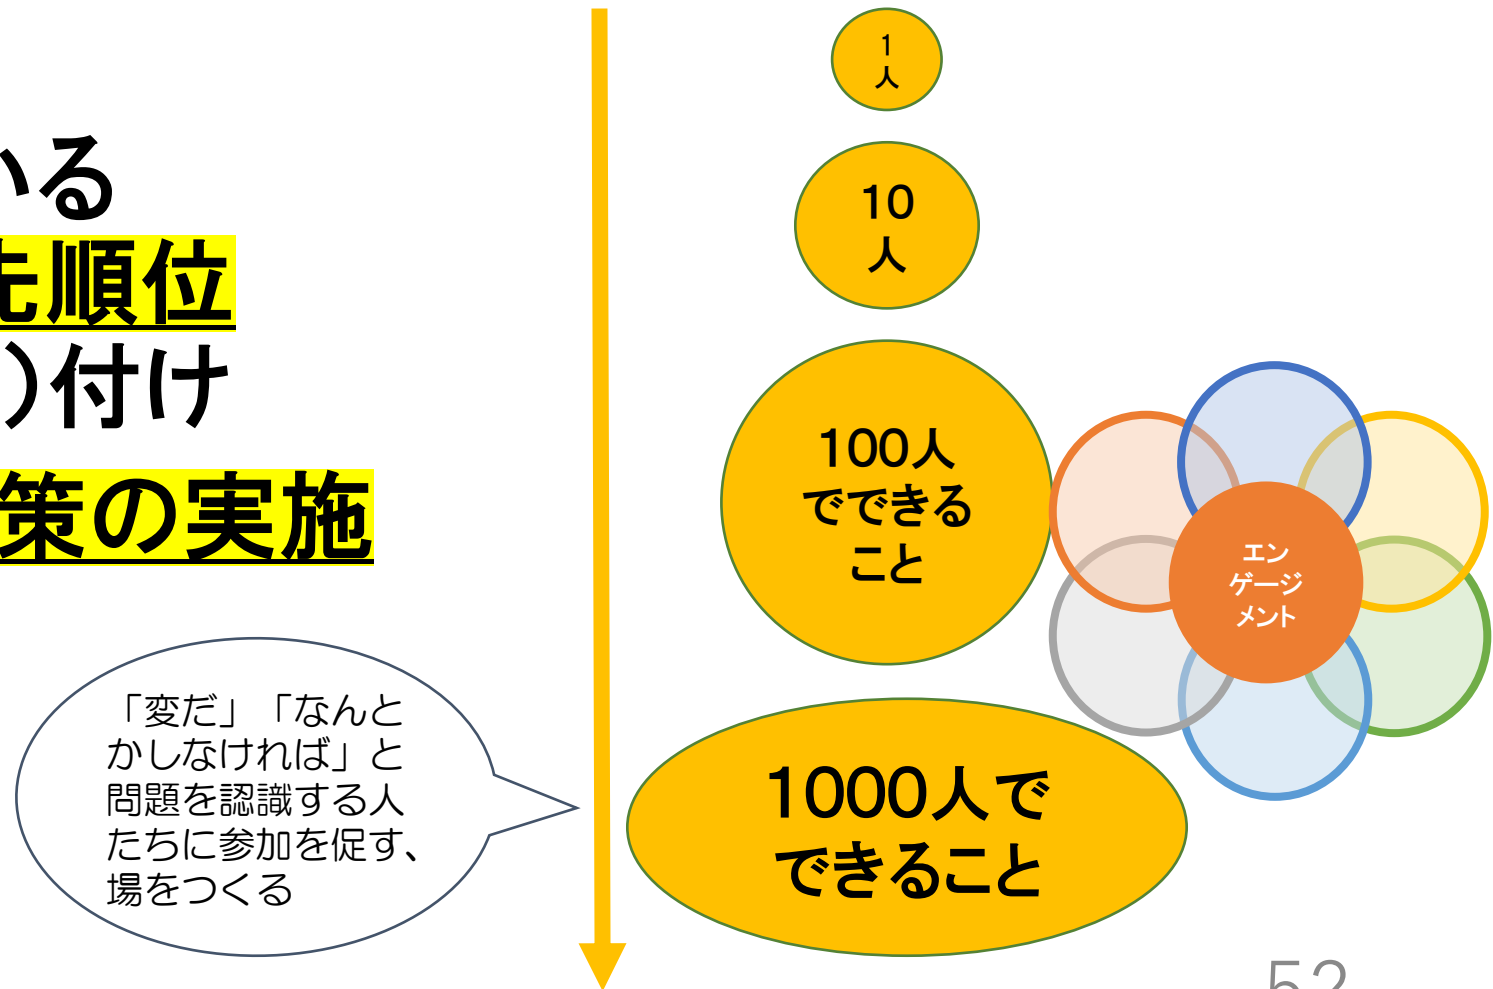 いる
先順位
)付け
策の実施
「変だ」「なんと
かしなければ」と
問題を認識する人
たちに参加を促す、
場をつくる
1
人
10
人
100人
でできる
こと
1000人で
できること
エン
ゲージ
メント
52